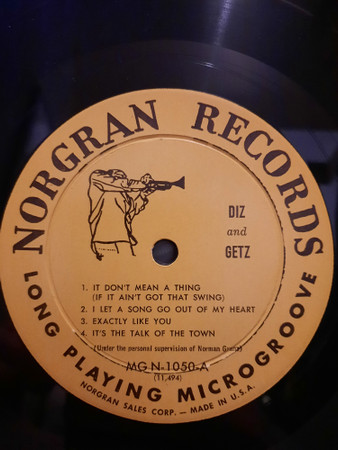 NORGRAN RECORDS
DIZ
and
GETZ
1. IT DON'T MEAN A THING
(IF IT AIN'T GOT THAT SWING)
2. I LET A SONG GO OUT OF MY HEART
3. EXACTLY LIKE YOU
4. IT'S THE TALK OF THE TOWN
(Under the personal supervision of Norman Granz)
MG N-1050-A
(11,494)
LONG PLAYING MICROGROOVE
NORGRAN SALES CORP. — MADE IN U.S.A.